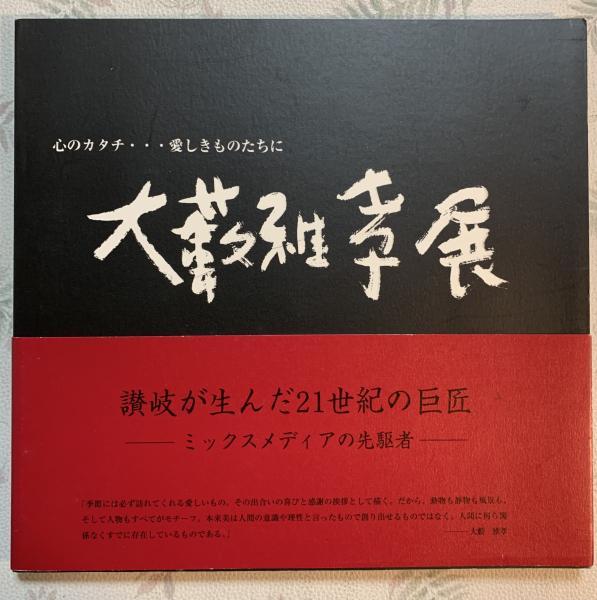 心のカタチ・・・愛しきものたちに
大藪雅孝展
讃岐が生んだ21世紀の巨匠
――ミックスメディアの先駆者――
「季節には必ず訪れてくれる愛しいもの。その出合いの喜びと感謝の挨拶として描く。だから、動物も静物も風景も、
そして人物もすべてがモチーフ。本来美は人間の意識や理性と言ったもので創り出せるものではなく、人間に何ら関
係なくすでに存在しているものである。」
――大藪　雅孝